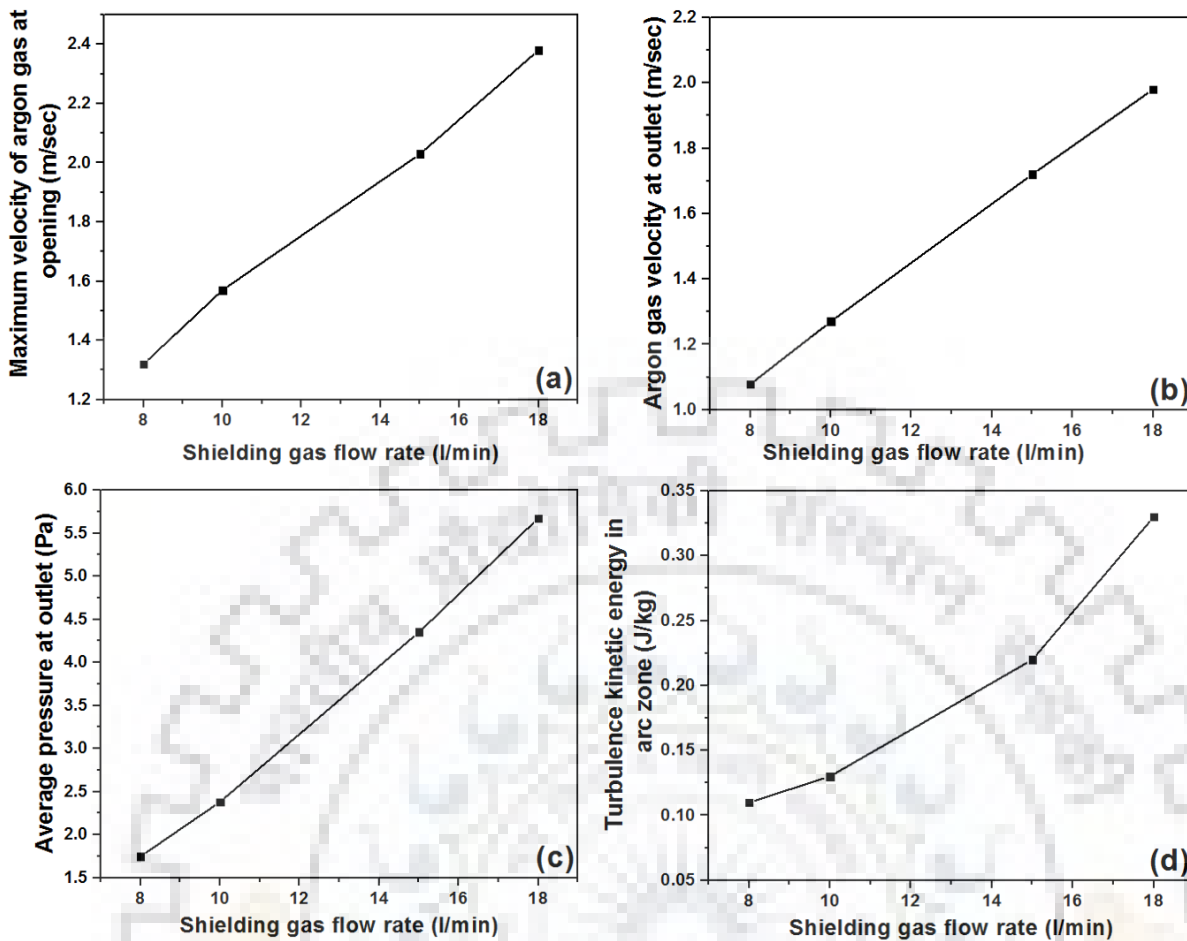 Maximum velocity of argon gas at
opening (m/sec)
2.4
2.2
2.0
1.8
1.6
1.4
1.2
8 10 12 14 16 18
Shielding gas flow rate (l/min)
(a)
Argon gas velocity at outlet (m/sec)
2.2
2.0
1.8
1.6
1.4
1.2
1.0
8 10 12 14 16 18
Shielding gas flow rate (l/min)
(b)
Average pressure at outlet (Pa)
6.0
5.5
5.0
4.5
4.0
3.5
3.0
2.5
2.0
1.5
8 10 12 14 16 18
Shielding gas flow rate (l/min)
(c)
Turbulence kinetic energy in
arc zone (J/kg)
0.35
0.30
0.25
0.20
0.15
0.10
0.05
8 10 12 14 16 18
Shielding gas flow rate (l/min)
(d)